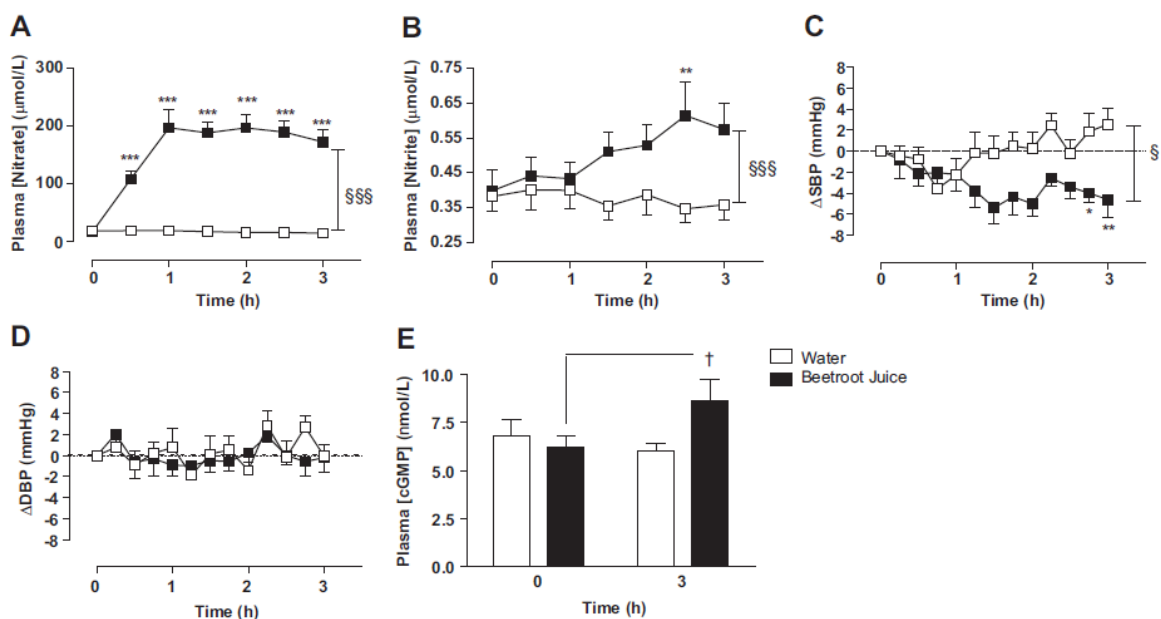 A
Plasma [Nitrate] (μmol/L)
300
200
100
0
***
***
***
***
***
***
§§§
0 1 2 3
Time (h)
B
Plasma [Nitrite] (μmol/L)
0.75
0.65
0.55
0.45
0.35
0.25
**
§§§
0 1 2 3
Time (h)
C
ΔSBP (mmHg)
8
6
4
2
0
-2
-4
-6
-8
*
**
§
0 1 2 3
Time (h)
D
ΔDBP (mmHg)
8
6
4
2
0
-2
-4
-6
-8
0 1 2 3
Time (h)
E
Plasma [cGMP] (nmol/L)
10.0
7.5
5.0
2.5
0.0
†
0 3
Time (h)
Water
Beetroot Juice